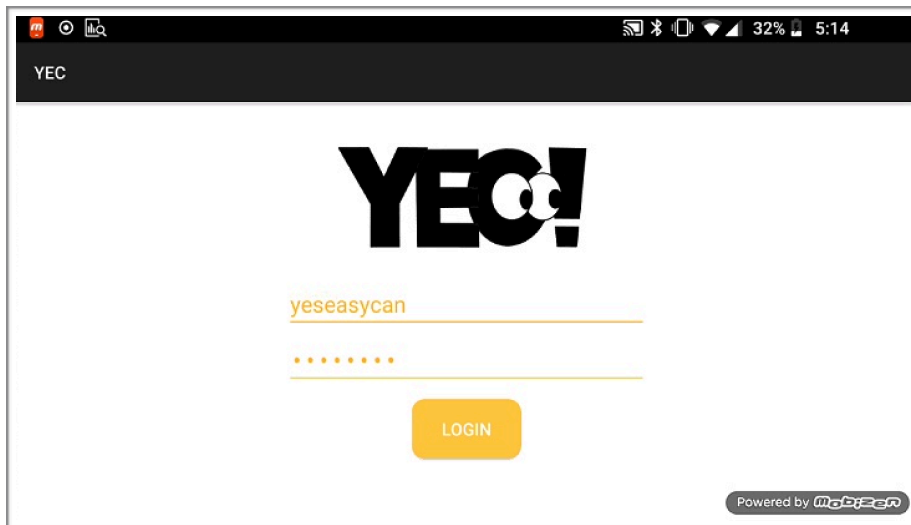 32% 5:14
YEC
YEC!
yeseasycan
••••••••
LOGIN
Powered by Mobizen